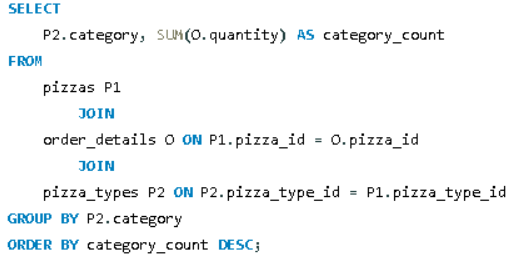 SELECT
P2.category, SUM(O.quantity) AS category_count
FROM
pizzas P1
JOIN
order_details O ON P1.pizza_id = O.pizza_id
JOIN
pizza_types P2 ON P2.pizza_type_id = P1.pizza_type_id
GROUP BY P2.category
ORDER BY category_count DESC;